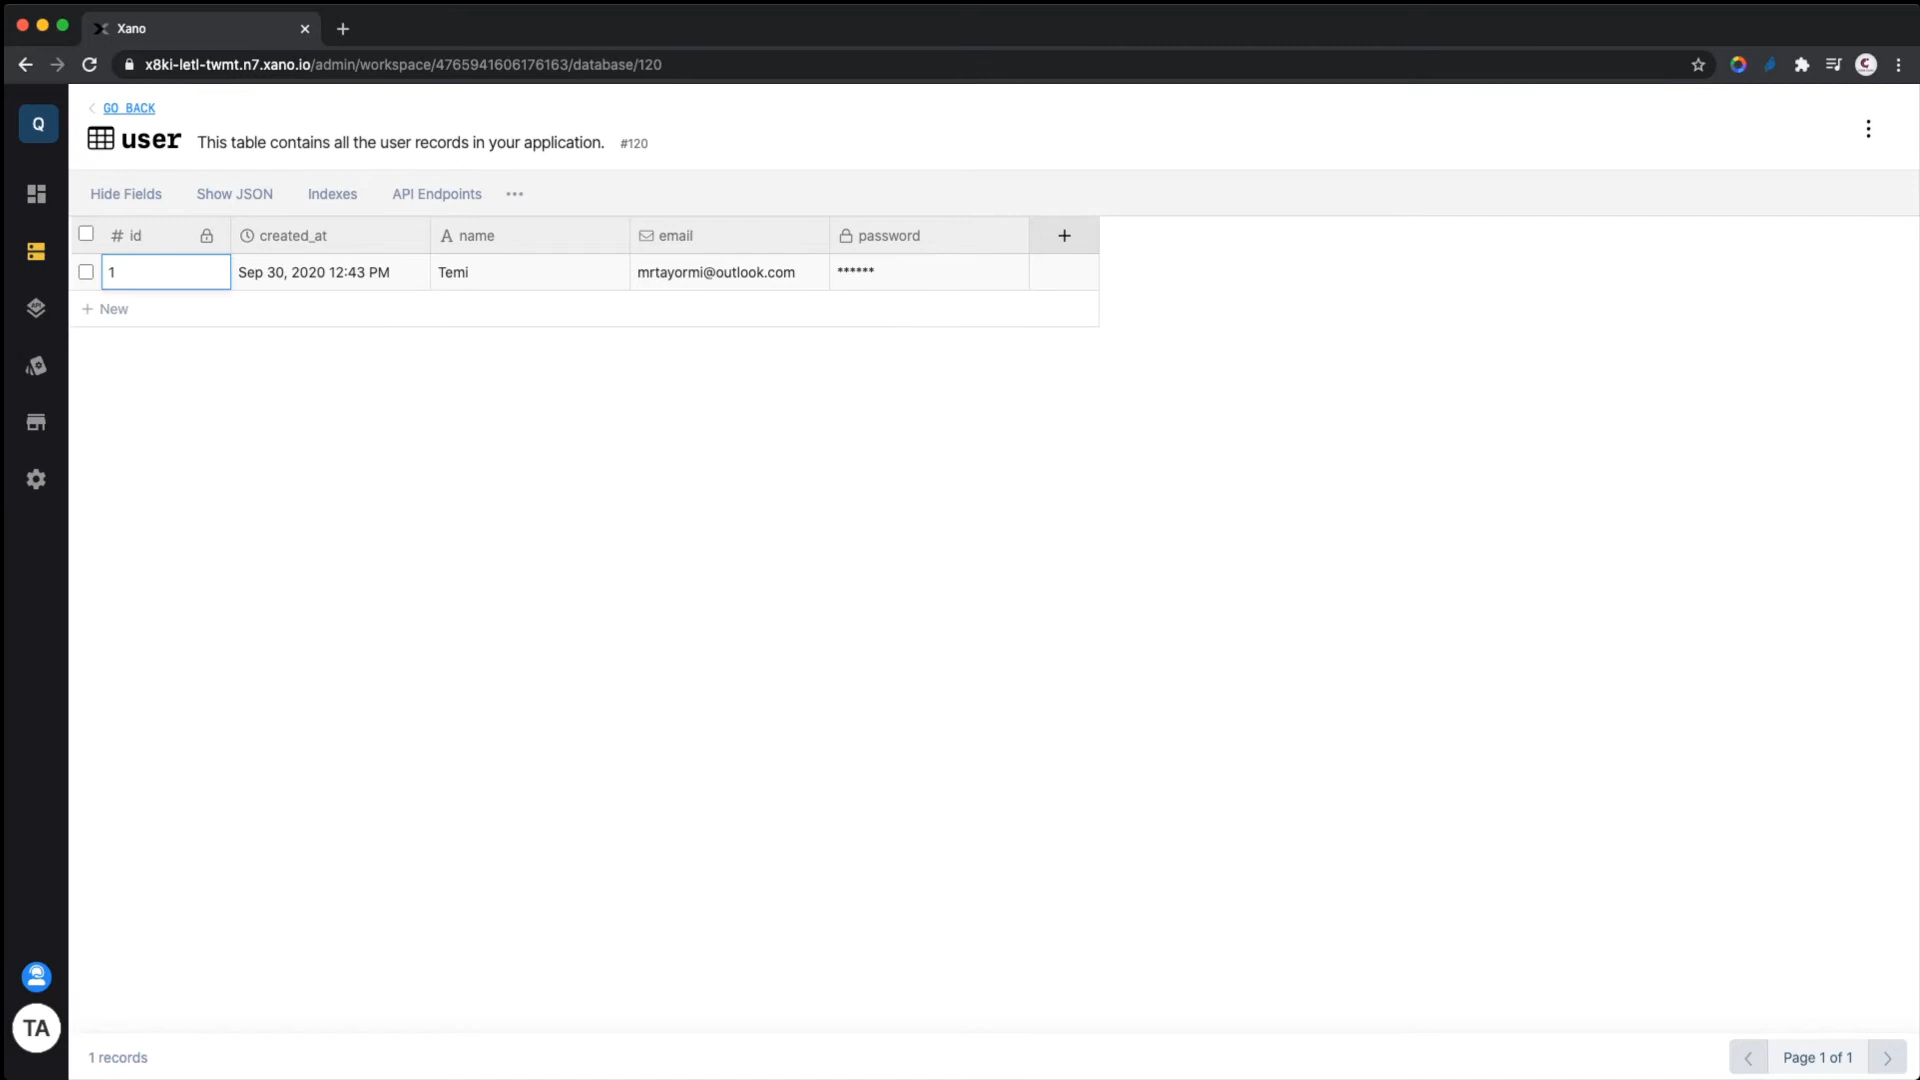 Xano
x8ki-letl-twmt.n7.xano.io/admin/workspace/4765941606176163/database/120
Q
GO BACK
user This table contains all the user records in your application. #120
Hide Fields Show JSON Indexes API Endpoints
# id created_at name email password
1 Sep 30, 2020 12:43 PM Temi mrtayormi@outlook.com ******
+ New
TA
1 records
Page 1 of 1